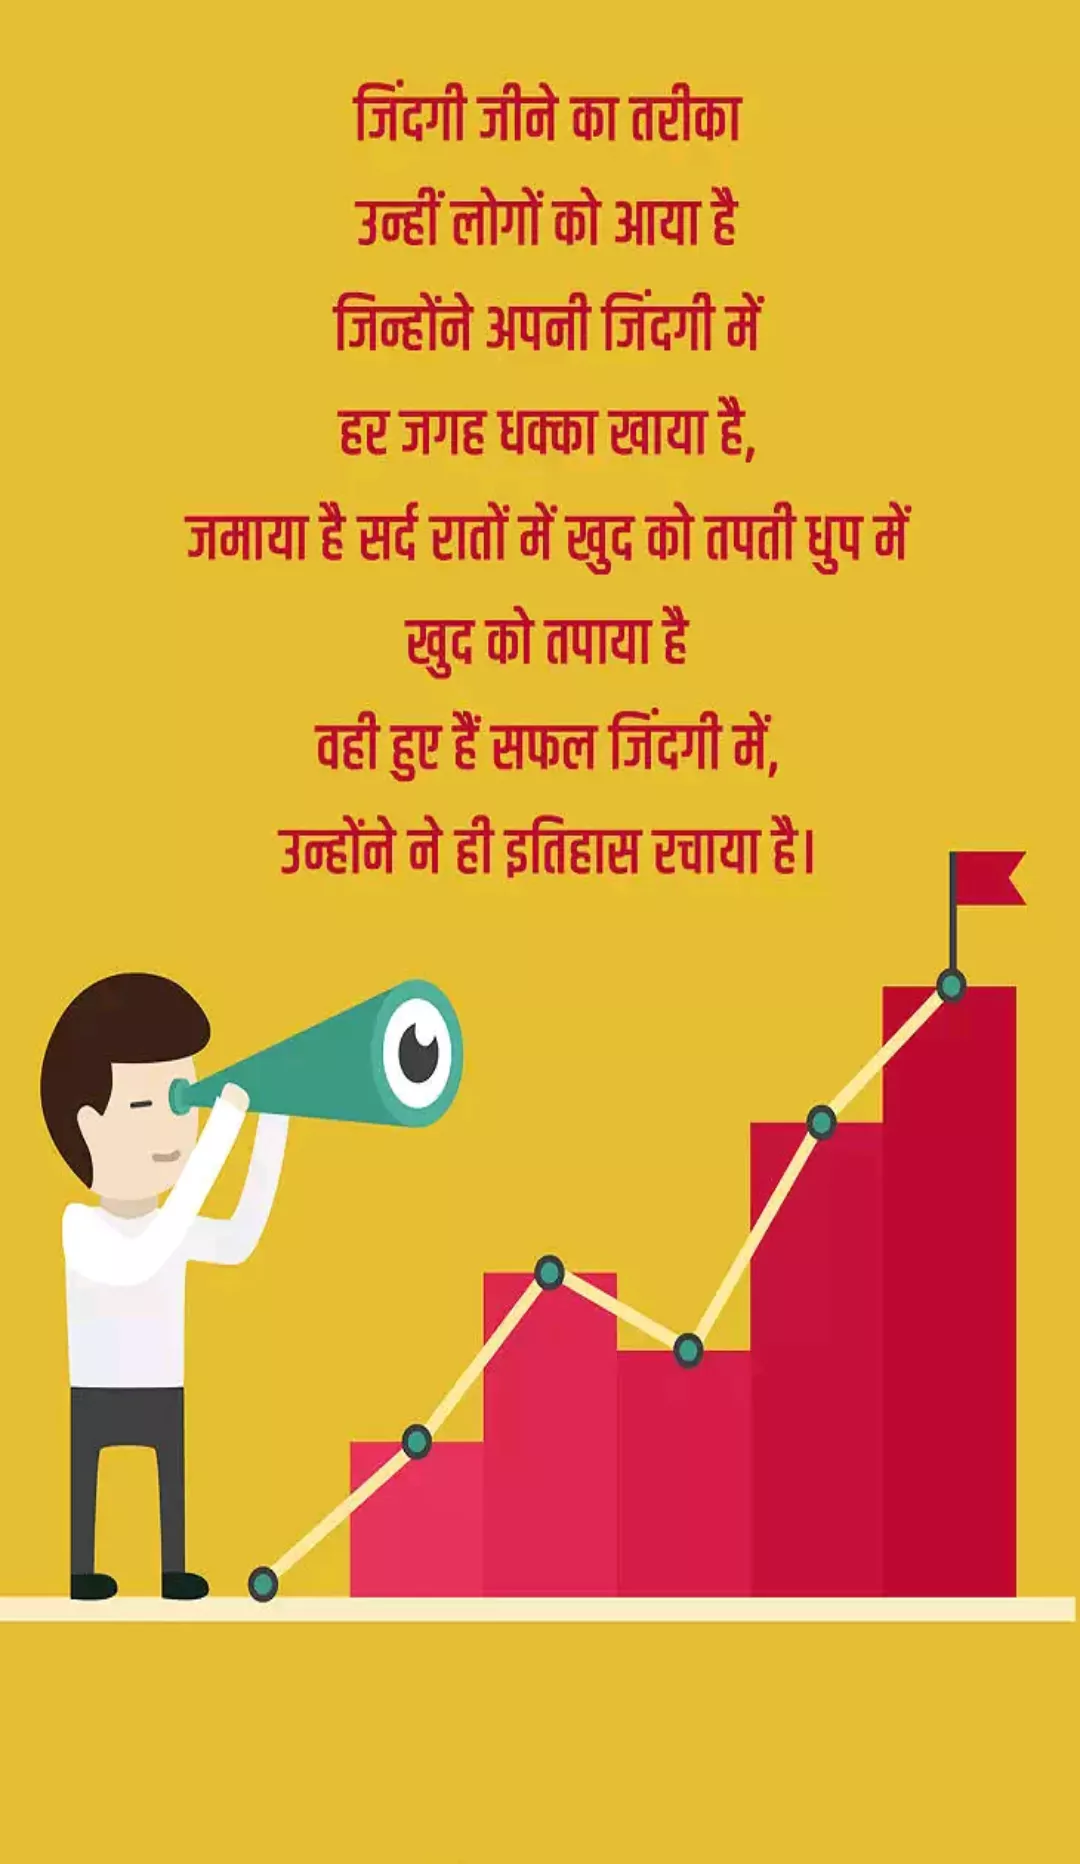 जिंदगी जीने का तरीका
उन्हीं लोगों को आया है
जिन्होंने अपनी जिंदगी में
हर जगह धक्का खाया है,
जमाया है सर्द रातों में खुद को तपती धुप में
खुद को तपाया है
वही हुए हैं सफल जिंदगी में,
उन्होंने ने ही इतिहास रचाया है।